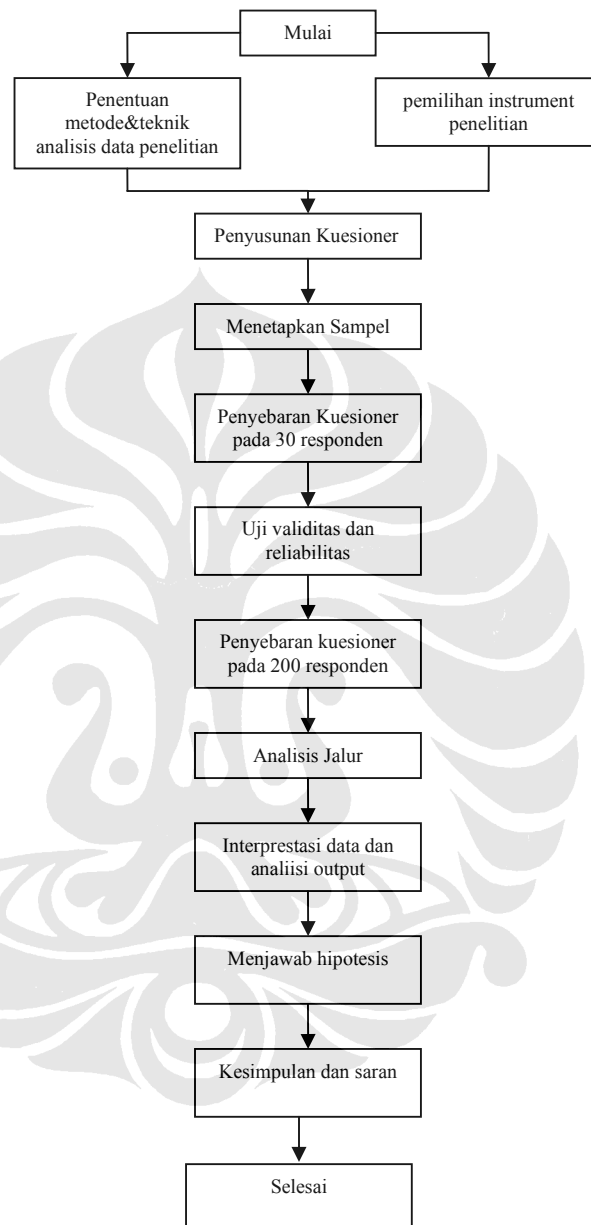 Mulai
Penentuan
metode&teknik
analisis data penelitian
pemilihan instrument
penelitian
Penyusunan Kuesioner
Menetapkan Sampel
Penyebaran Kuesioner
pada 30 responden
Uji validitas dan
reliabilitas
Penyebaran kuesioner
pada 200 responden
Analisis Jalur
Interprestasi data dan
analiisi output
Menjawab hipotesis
Kesimpulan dan saran
Selesai